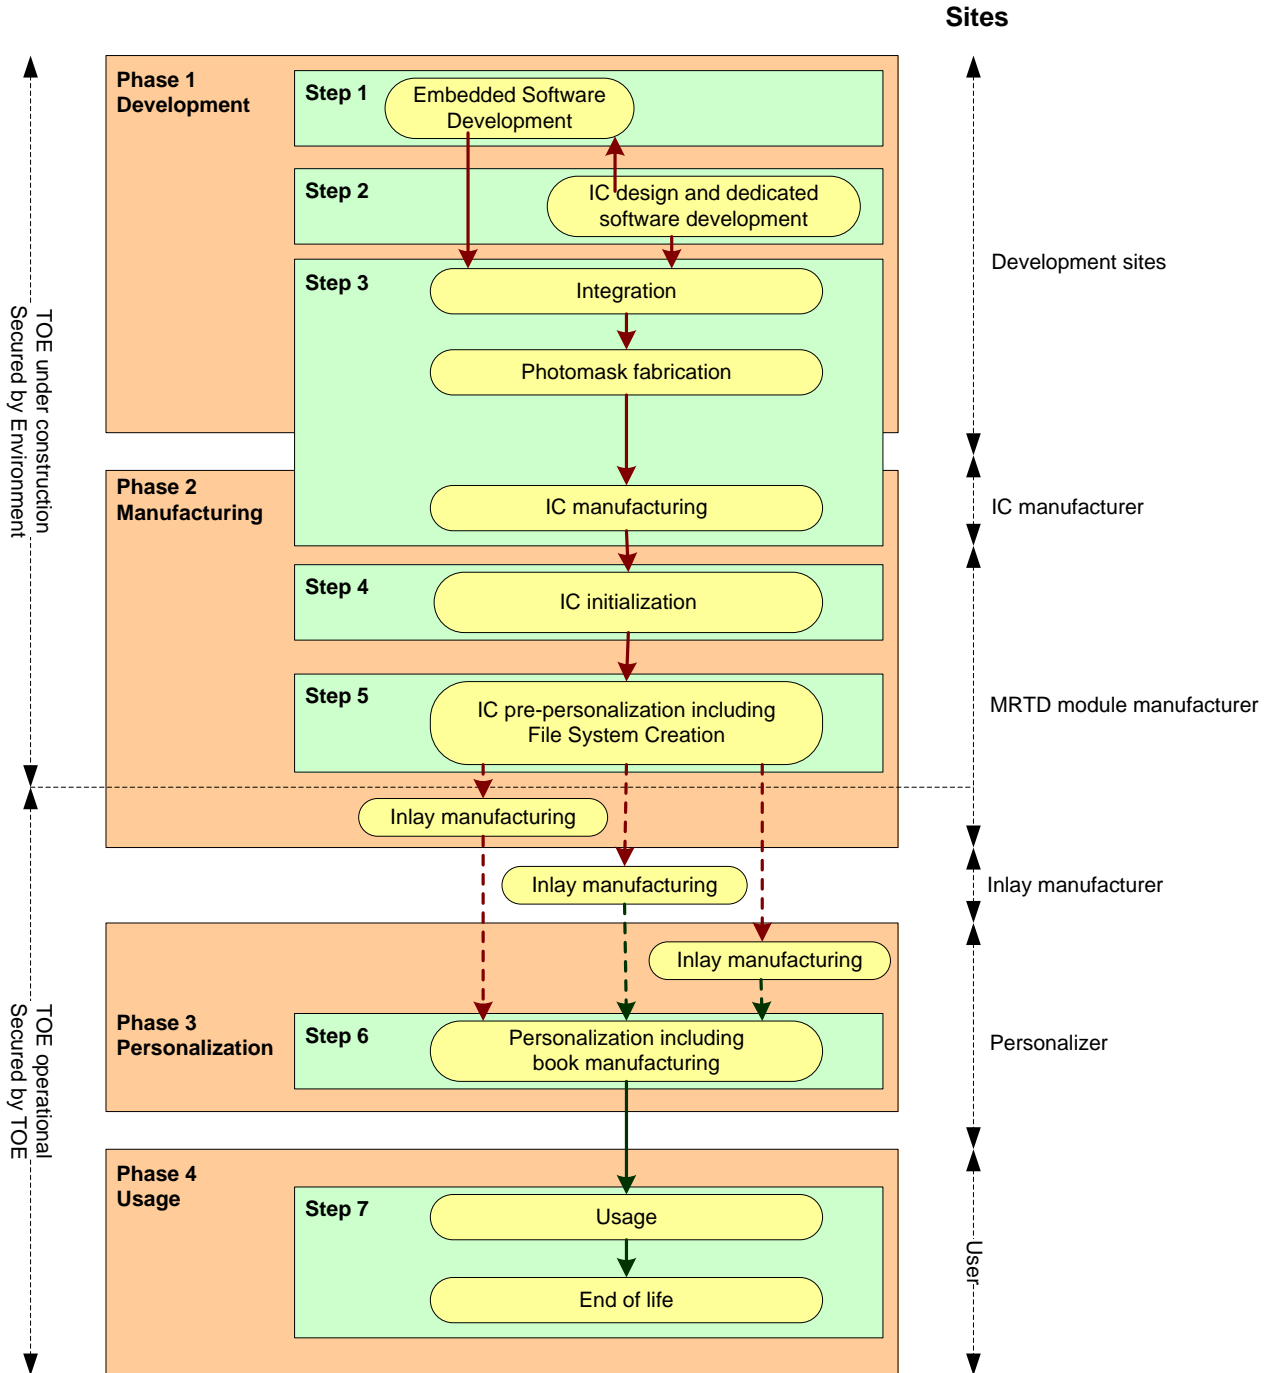 Sites
Phase 1
Development
Step 1
Embedded Software
Development
Step 2
IC design and dedicated
software development
Step 3
Integration
Development sites
Photomask fabrication
TOE under construction
Secured by Environment
Phase 2
Manufacturing
IC manufacturing
IC manufacturer
Step 4
IC initialization
Step 5
IC pre-personalization including
File System Creation
MRTD module manufacturer
Inlay manufacturing
Inlay manufacturing
Inlay manufacturer
Inlay manufacturing
Phase 3
Personalization
Step 6
Personalization including
book manufacturing
Personalizer
TOE operational
Secured by TOE
Phase 4
Usage
Step 7
Usage
User
End of life